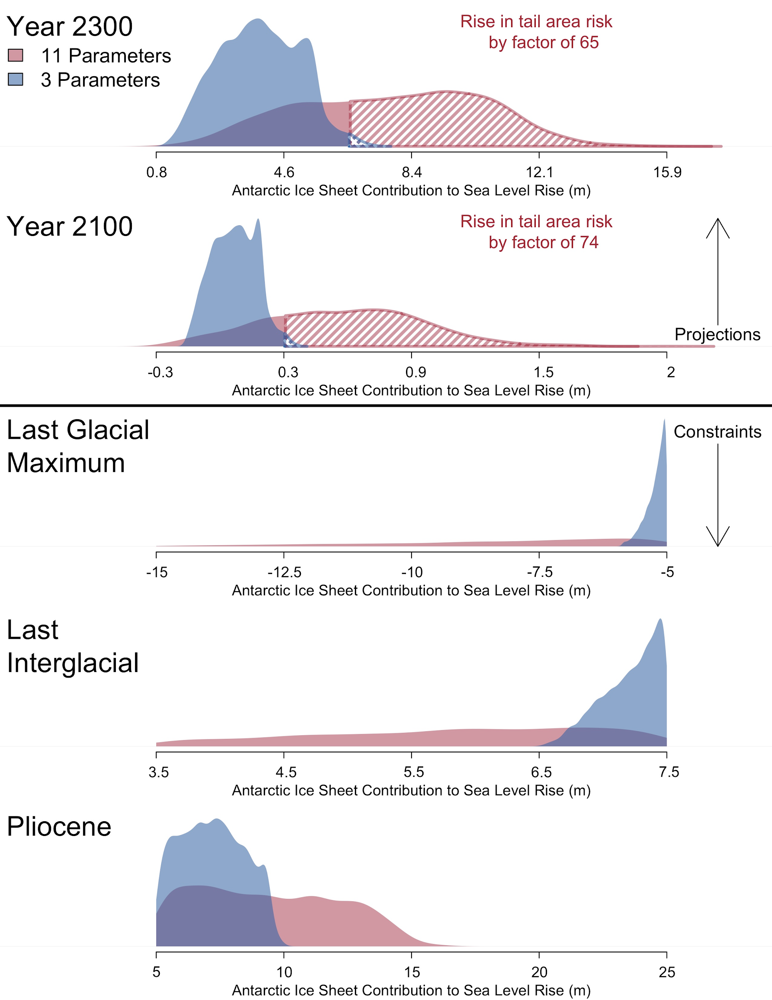 Year 2300
11 Parameters
3 Parameters
Rise in tail area risk
by factor of 65
0.8 4.6 8.4 12.1 15.9
Antarctic Ice Sheet Contribution to Sea Level Rise (m)
Year 2100
Rise in tail area risk
by factor of 74
Projections
-0.3 0.3 0.9 1.5 2
Antarctic Ice Sheet Contribution to Sea Level Rise (m)
Last Glacial
Maximum
Constraints
-15 -12.5 -10 -7.5 -5
Antarctic Ice Sheet Contribution to Sea Level Rise (m)
Last
Interglacial
3.5 4.5 5.5 6.5 7.5
Antarctic Ice Sheet Contribution to Sea Level Rise (m)
Pliocene
5 10 15 20 25
Antarctic Ice Sheet Contribution to Sea Level Rise (m)